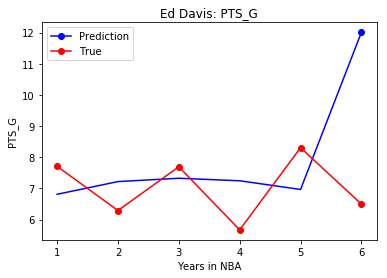 Ed Davis: PTS_G
Prediction
True
12
11
10
9
8
7
6
PTS_G
1 2 3 4 5 6
Years in NBA